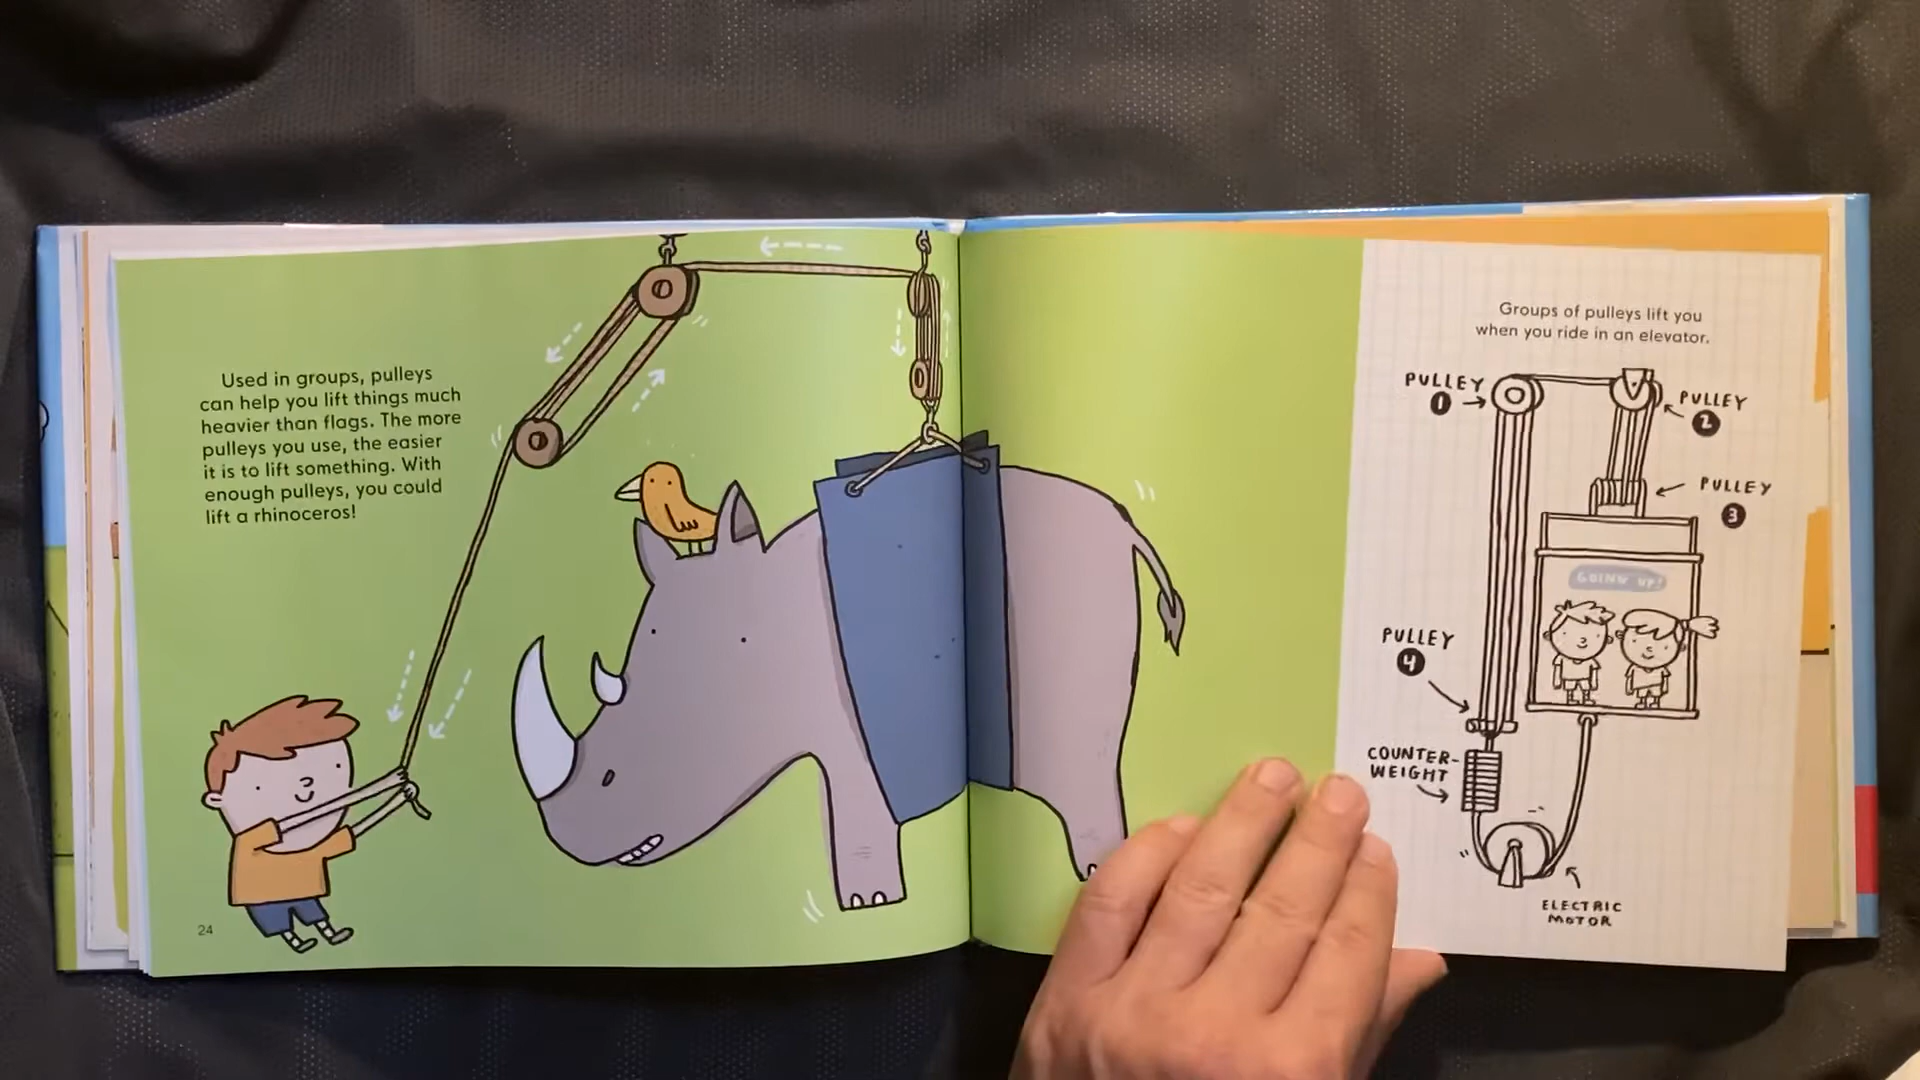 Used in groups, pulleys
can help you lift things much
heavier than flags. The more
pulleys you use, the easier
it is to lift something. With
enough pulleys, you could
lift a rhinoceros!
24
Groups of pulleys lift you
when you ride in an elevator.
PULLEY
1
PULLEY
2
PULLEY
3
GOING UP!
PULLEY
4
COUNTER-
WEIGHT
ELECTRIC
MOTOR